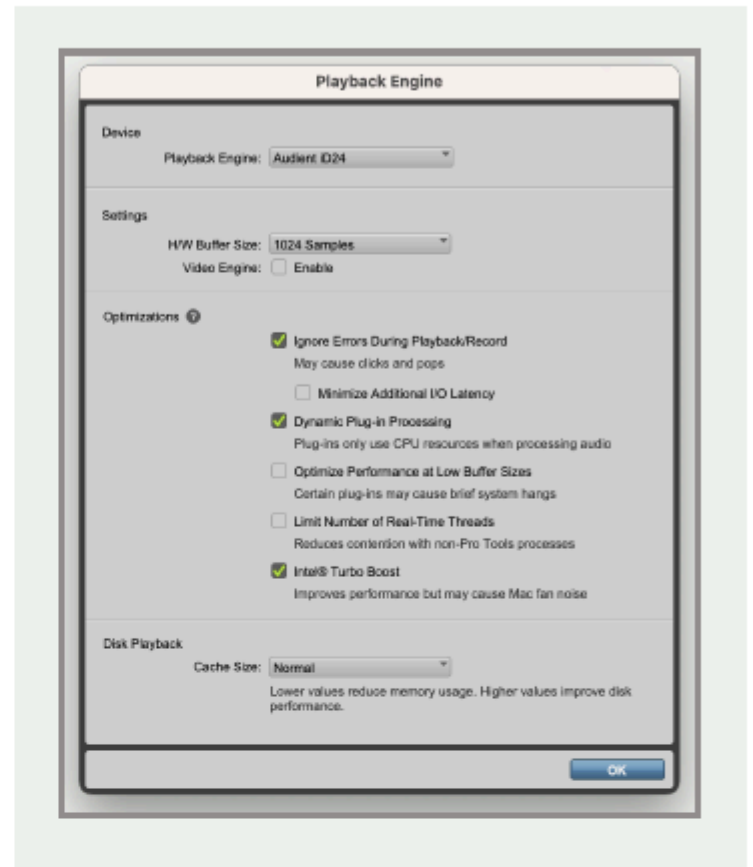 Playback Engine
Device
Playback Engine: Audient iD24
Settings
H/W Buffer Size: 1024 Samples
Video Engine: Enable
Optimizations ?
Ignore Errors During Playback/Record
May cause clicks and pops
Minimize Additional I/O Latency
Dynamic Plug-in Processing
Plug-ins only use CPU resources when processing audio
Optimize Performance at Low Buffer Sizes
Certain plug-ins may cause brief system hangs
Limit Number of Real-Time Threads
Reduces contention with non-Pro Tools processes
Intel® Turbo Boost
Improves performance but may cause Mac fan noise
Disk Playback
Cache Size: Normal
Lower values reduce memory usage. Higher values improve disk
performance.
OK